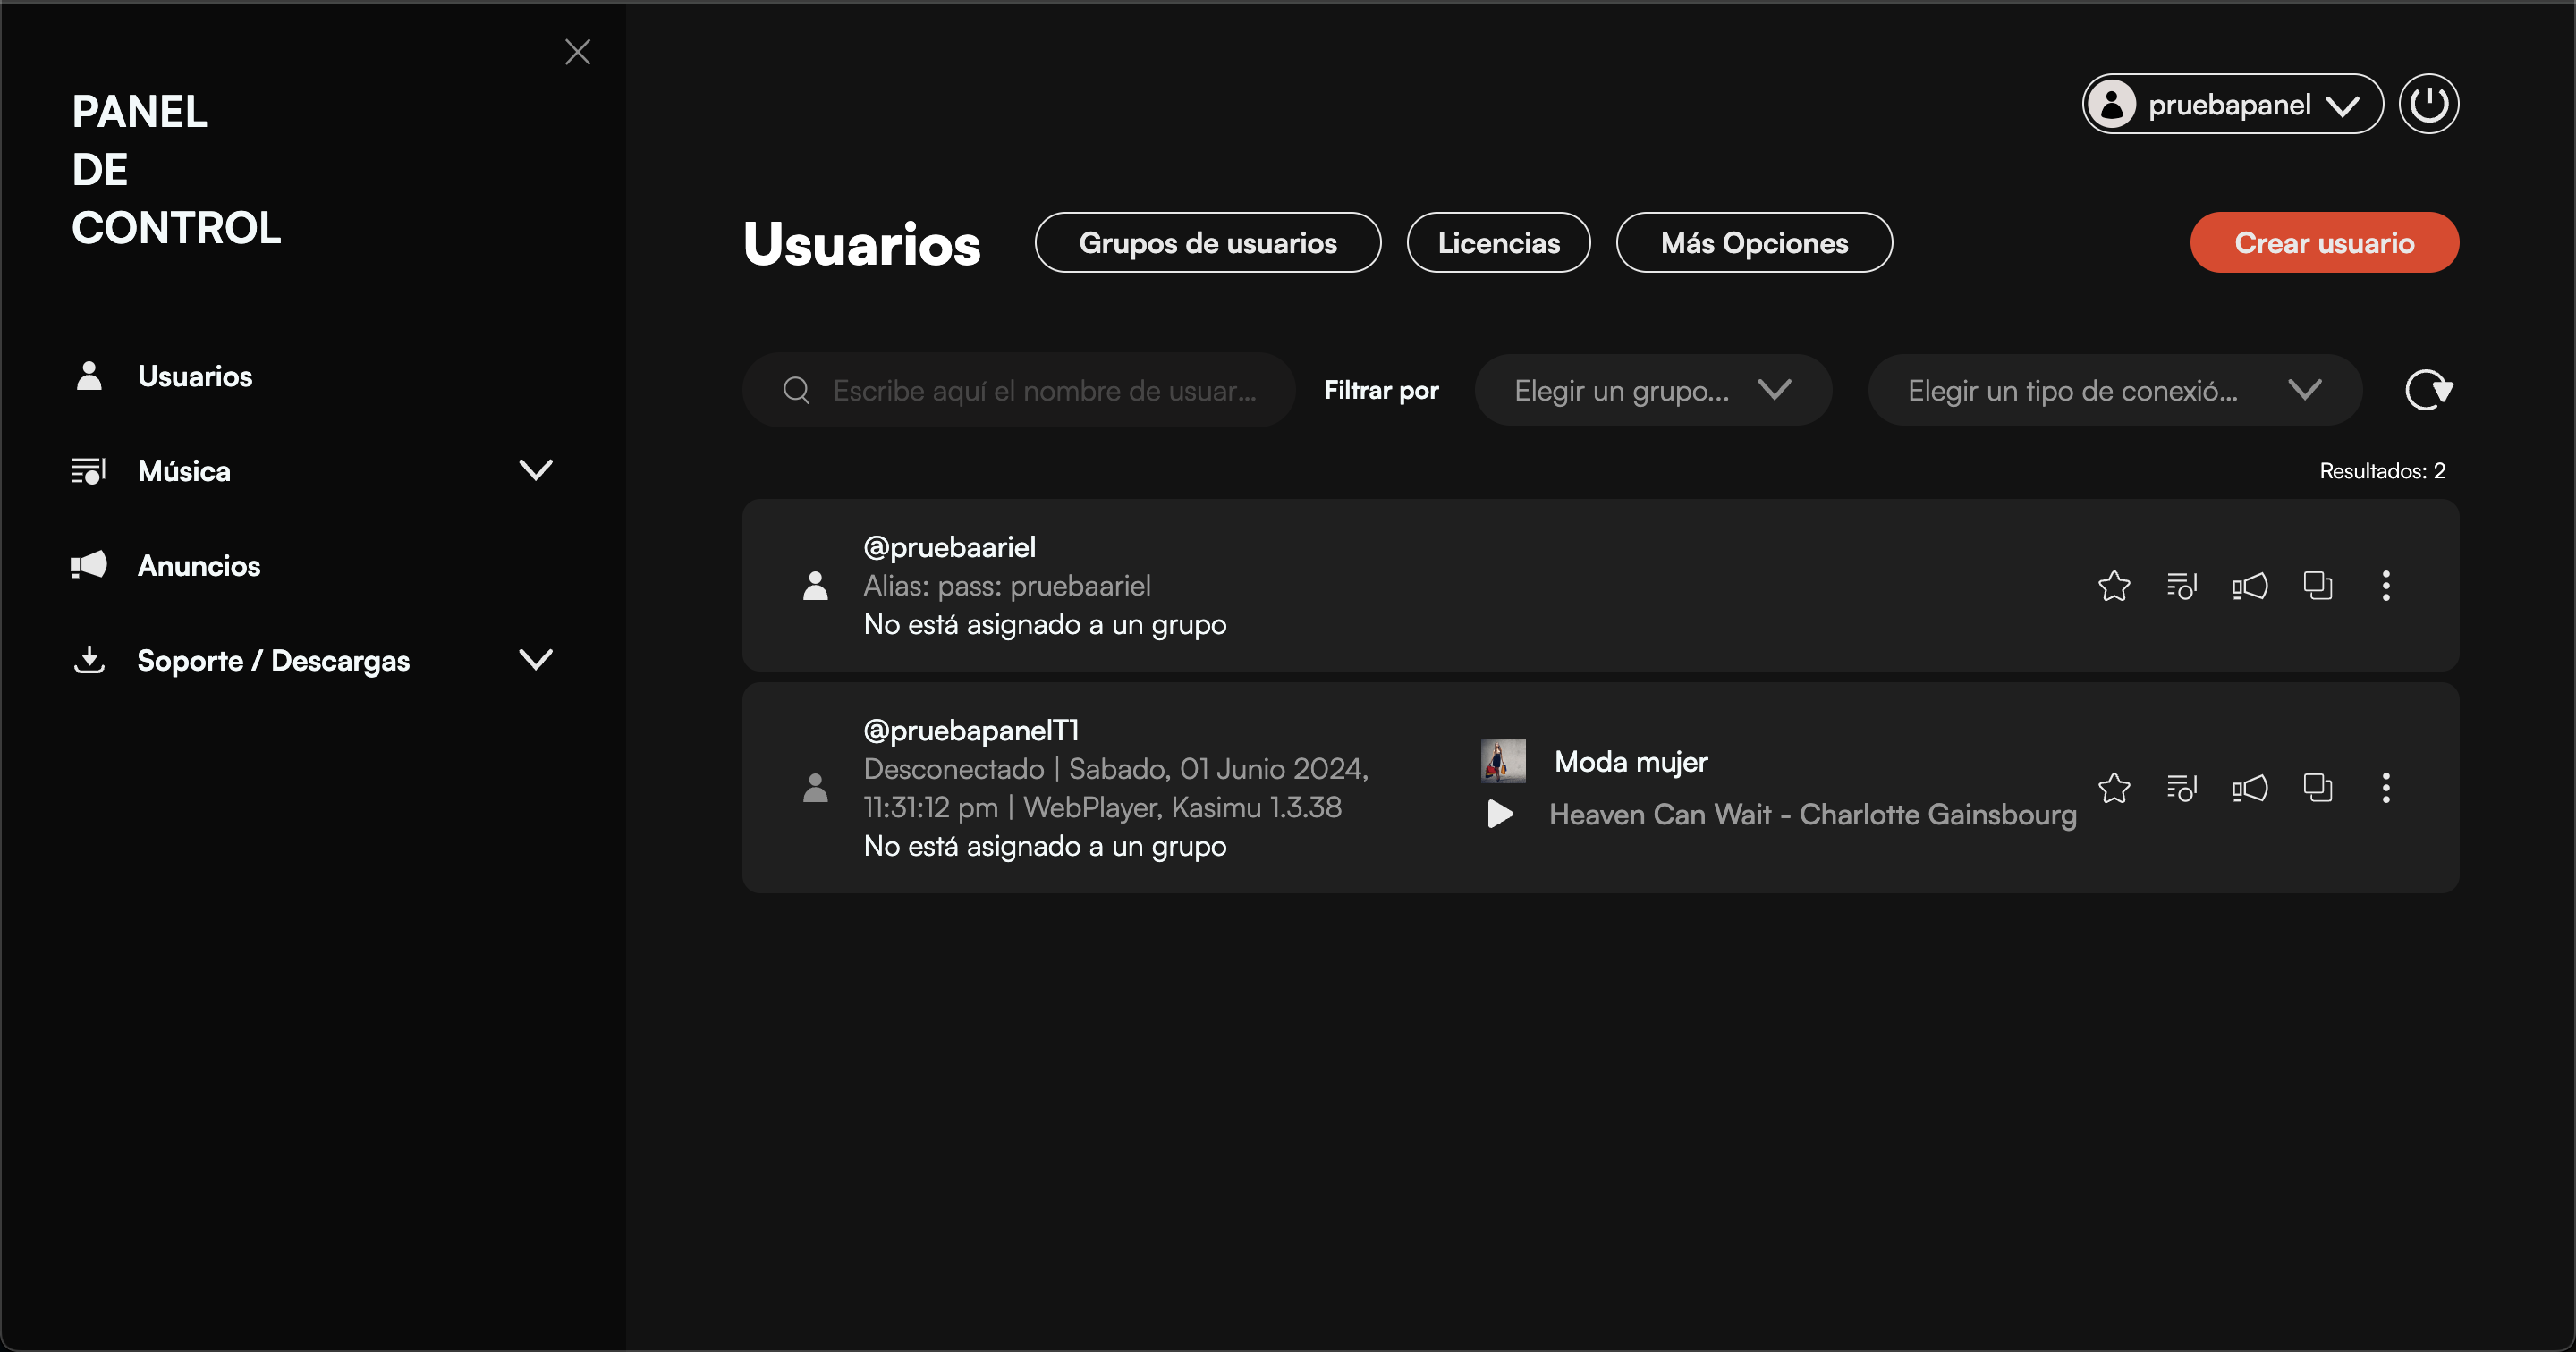 PANEL
DE
CONTROL
Usuarios
Música
Anuncios
Soporte / Descargas
pruebapanel
Usuarios
Grupos de usuarios
Licencias
Más Opciones
Crear usuario
Escribe aquí el nombre de usuar...
Filtrar por
Elegir un grupo...
Elegir un tipo de conexió...
Resultados: 2
@pruebaariel
Alias: pass: pruebaariel
No está asignado a un grupo
@pruebapanelT1
Desconectado | Sabado, 01 Junio 2024,
11:31:12 pm | WebPlayer, Kasimu 1.3.38
No está asignado a un grupo
Moda mujer
Heaven Can Wait - Charlotte Gainsbourg